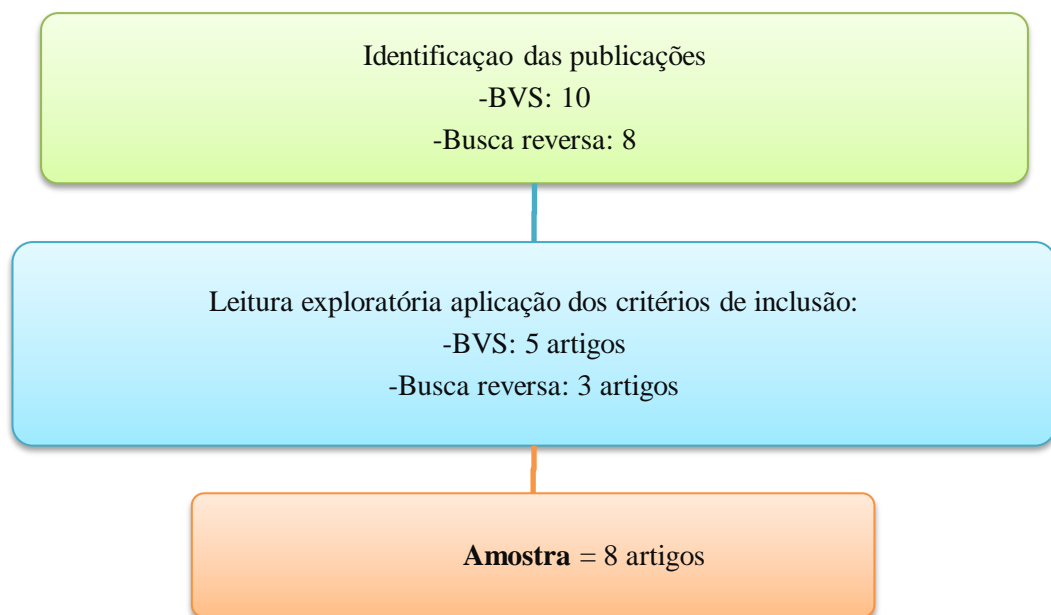 Identificaçao das publicações
-BVS: 10
-Busca reversa: 8
Leitura exploratória aplicação dos critérios de inclusão:
-BVS: 5 artigos
-Busca reversa: 3 artigos
Amostra = 8 artigos